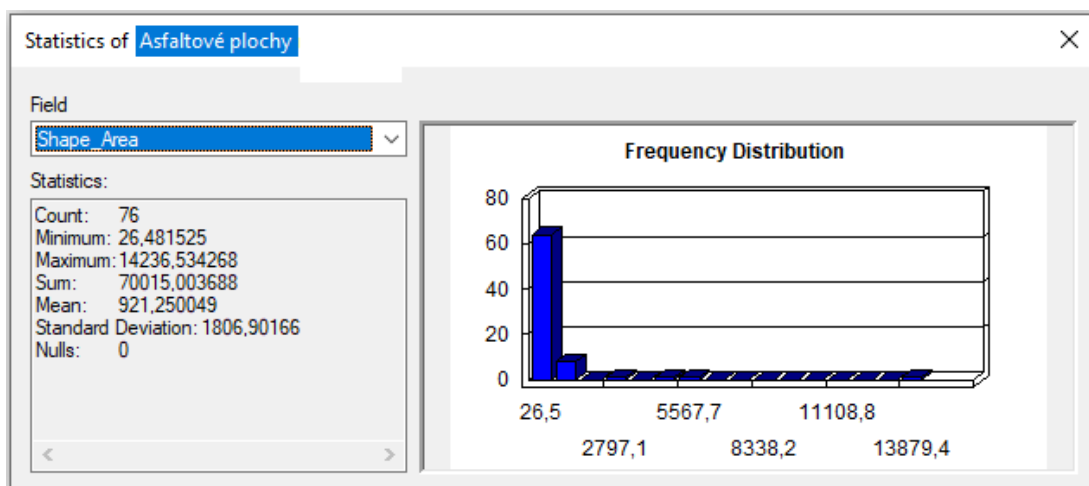 Statistics of Asfaltové plochy
Field
Shape_Area
Statistics:
Count: 76
Minimum: 26,481525
Maximum: 14236,534268
Sum: 70015,003688
Mean: 921,250049
Standard Deviation: 1806,90166
Nulls: 0
Frequency Distribution
80
60
40
20
0
26,5 5567,7 11108,8
2797,1 8338,2 13879,4